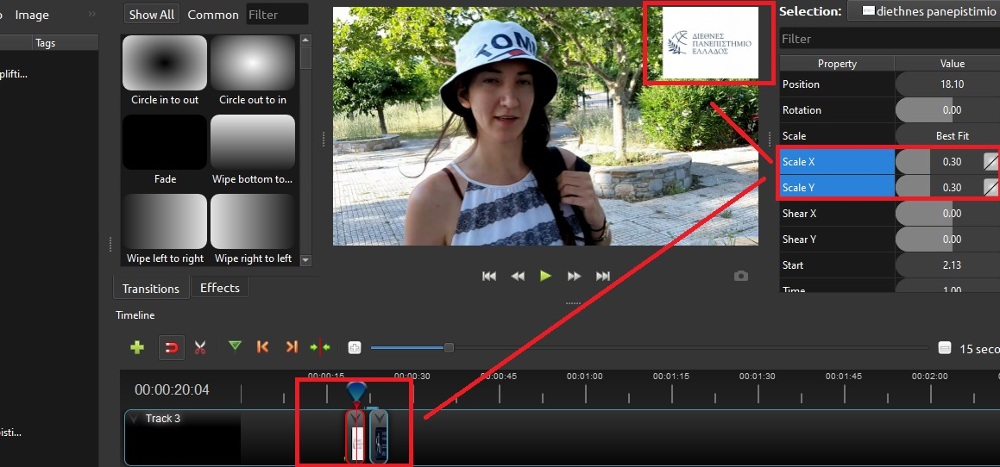 Image
»
Tags
plifti...
isti...
Show All
Common
Filter
Circle in to out
Circle out to in
Fade
Wipe bottom to...
Wipe left to right
Wipe right to left
Transitions
Effects
TOMM
ΔΙΕΘΝΕΣ
ΠΑΝΕΠΙΣΤΗΜΙΟ
ΕΛΛΑΔΟΣ
Selection:
diethnes panepistimio
Filter
Property Value
Position 18.10
Rotation 0.00
Scale Best Fit
Scale X 0.30
Scale Y 0.30
Shear X 0.00
Shear Y 0.00
Start 2.13
Time 1.00
Timeline
15 seco
00:00:20:04
00:00:15 00:00:30 00:00:45 00:01:00 00:01:15 00:01:30 00:01:45 00:02:00
Track 3